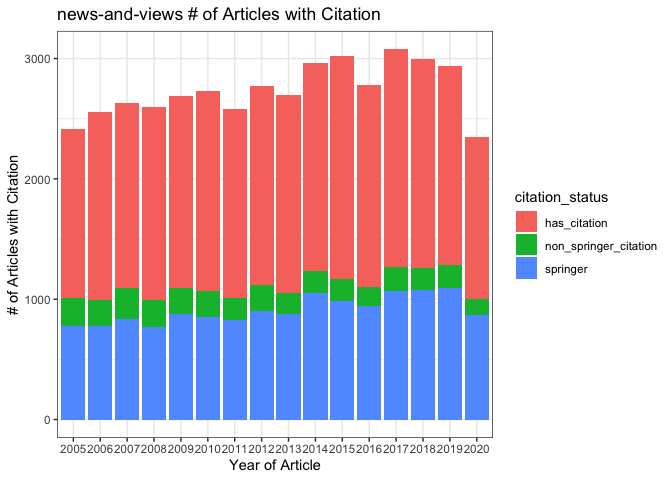 news-and-views # of Articles with Citation
# of Articles with Citation
3000
2000
1000
0
2005 2006 2007 2008 2009 2010 2011 2012 2013 2014 2015 2016 2017 2018 2019 2020
Year of Article
citation_status
has_citation
non_springer_citation
springer